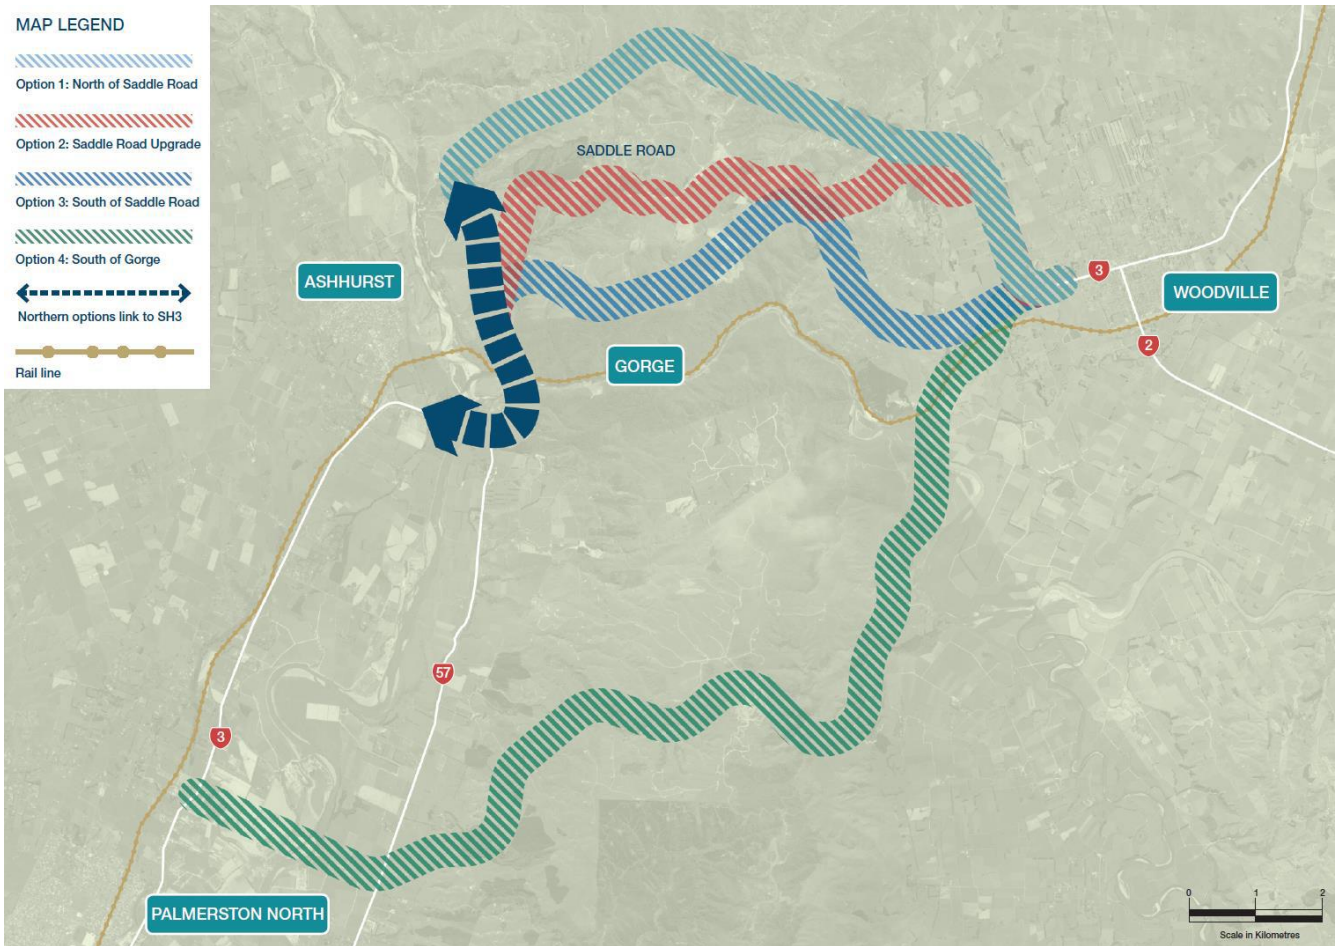 MAP LEGEND
Option 1: North of Saddle Road
Option 2: Saddle Road Upgrade
Option 3: South of Saddle Road
Option 4: South of Gorge
Northern options link to SH3
Rail line
SADDLE ROAD
ASHHURST
3
WOODVILLE
2
GORGE
57
3
PALMERSTON NORTH
0 1 2
Scale in Kilometres